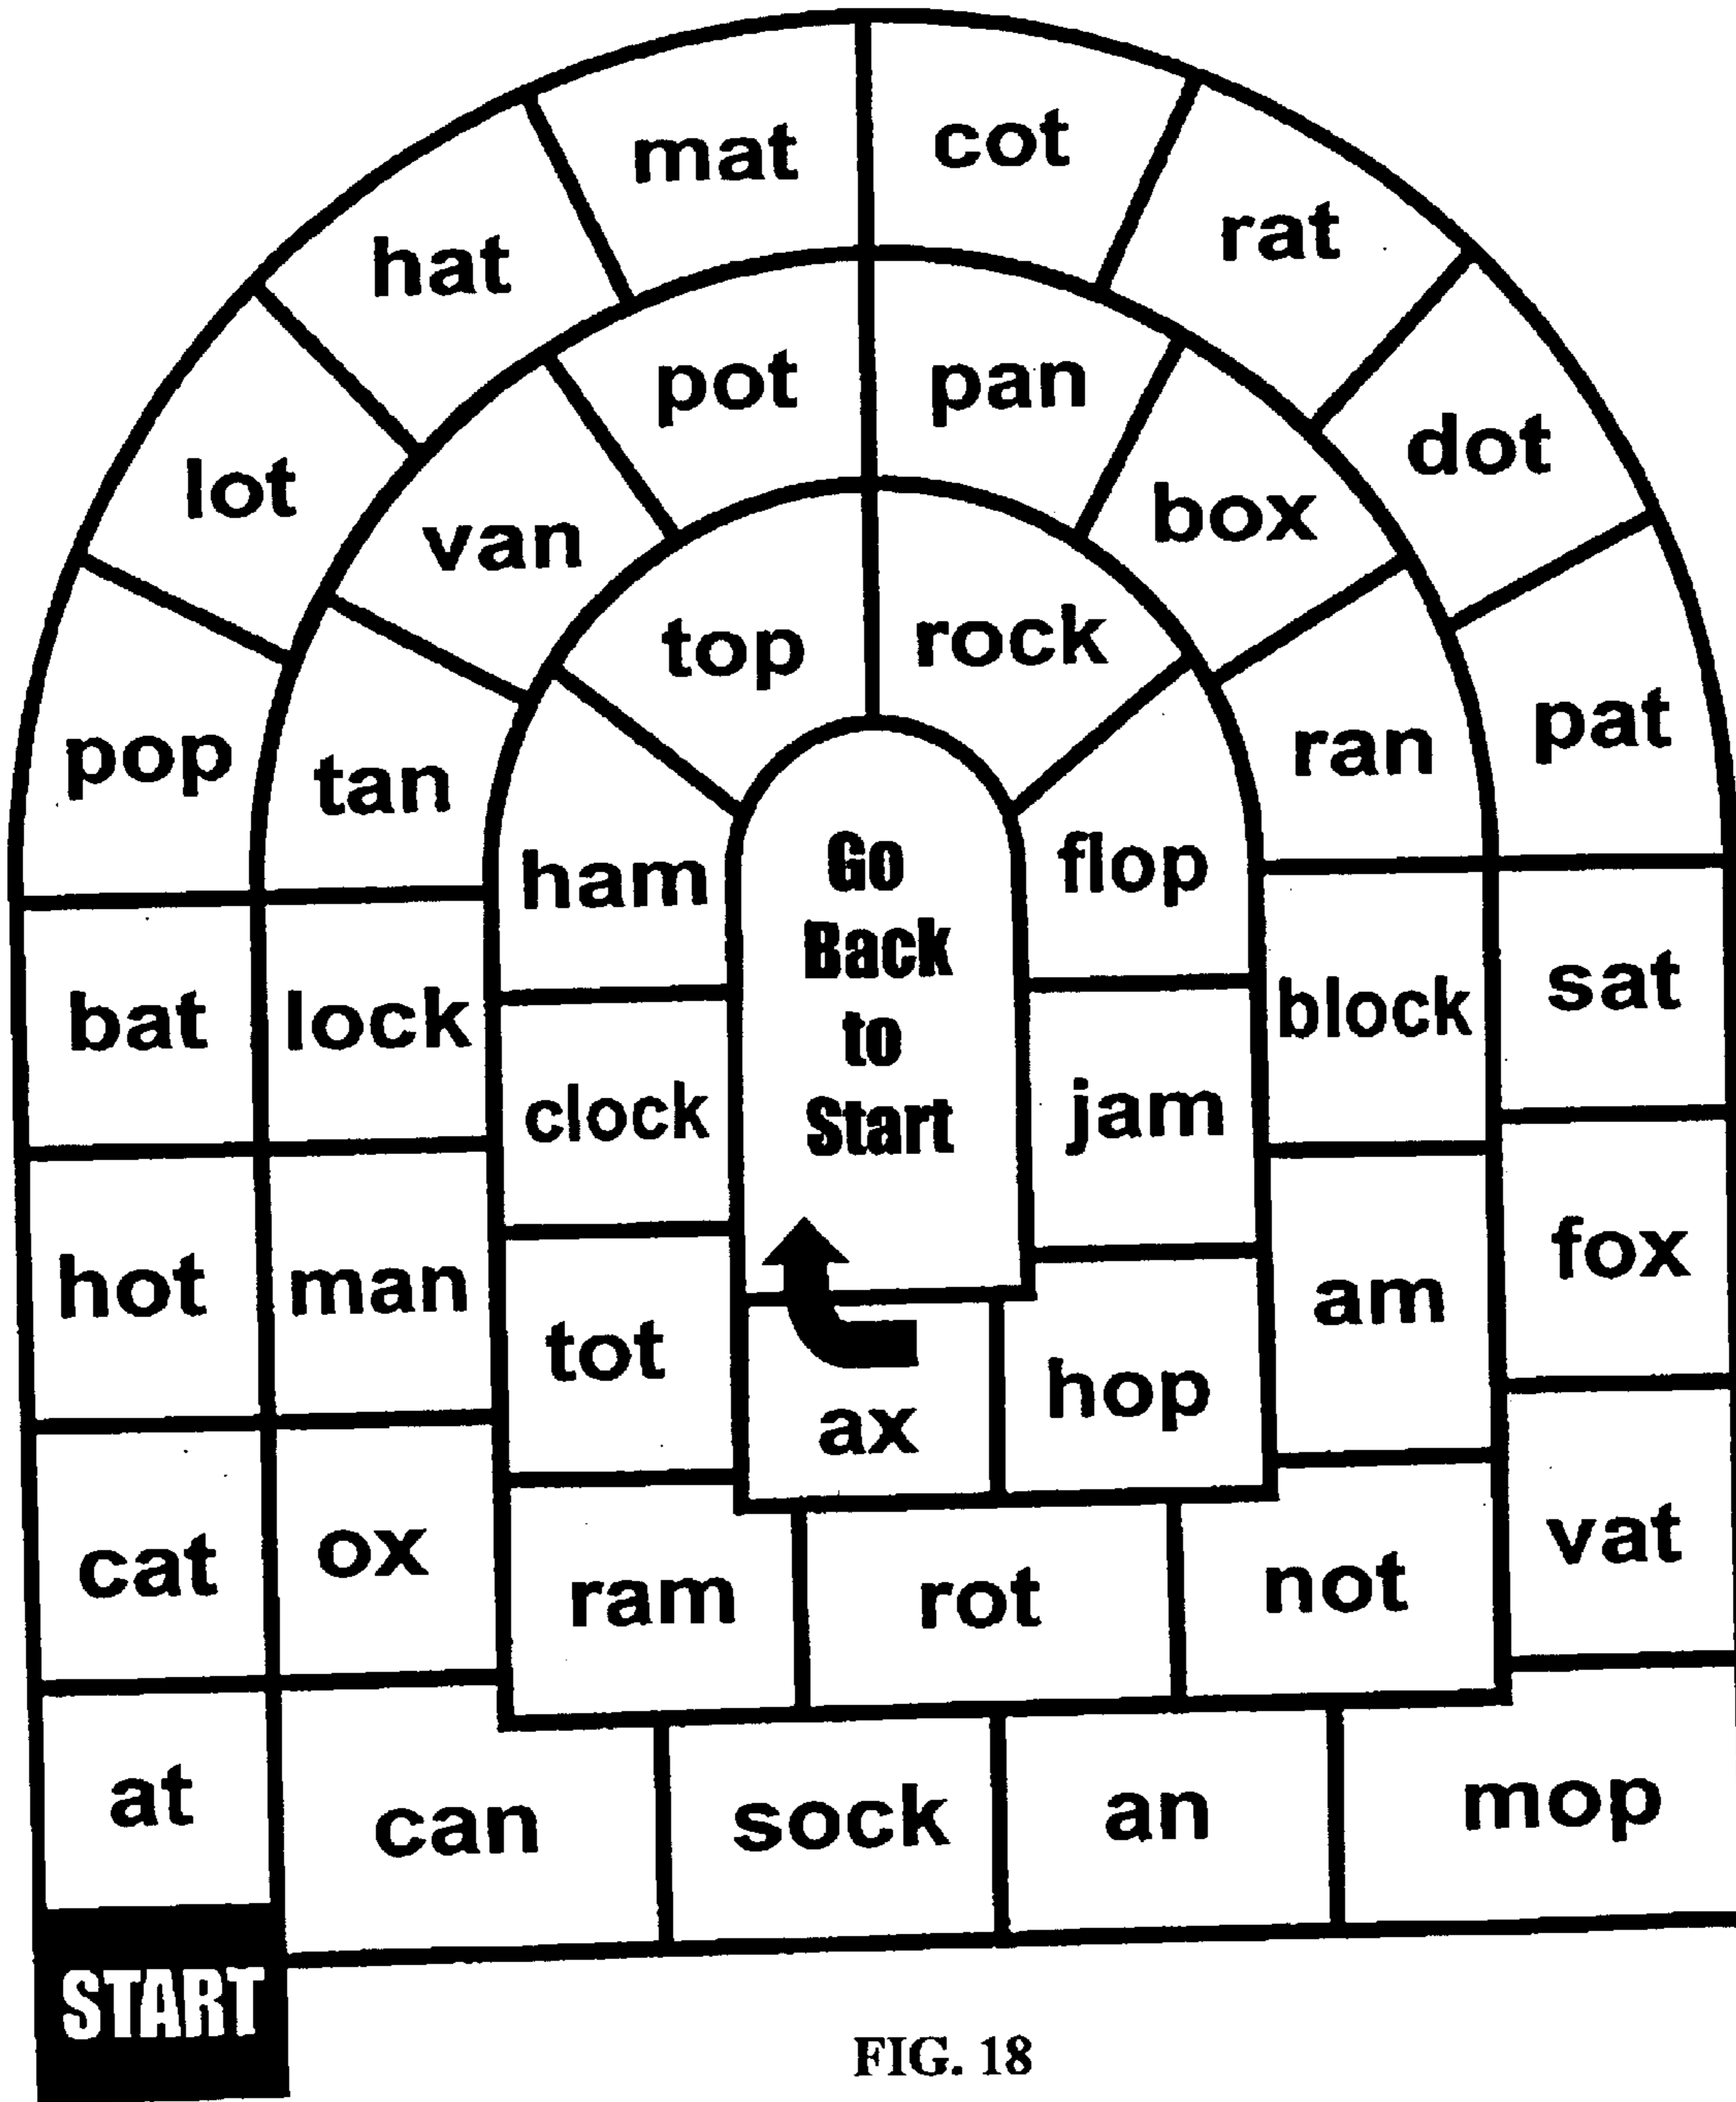 START
at
cat
hot
bat
pop
lot
hat
mat
cot
rat
dot
pat
sat
fox
vat
mop
an
sock
can
ox
man
lock
tan
van
pot
pan
box
ran
block
am
not
rot
ram
tot
clock
ham
top
rock
flop
jam
hop
ax
Go
Back
to
Start
FIG. 18